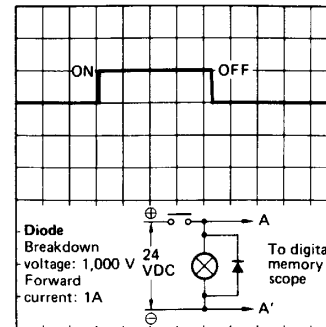 ON
OFF
⊕
A
Diode
Breakdown
voltage: 1,000 V
Forward
current: 1A
24
VDC
To digital
memory
scope
⊖
A'